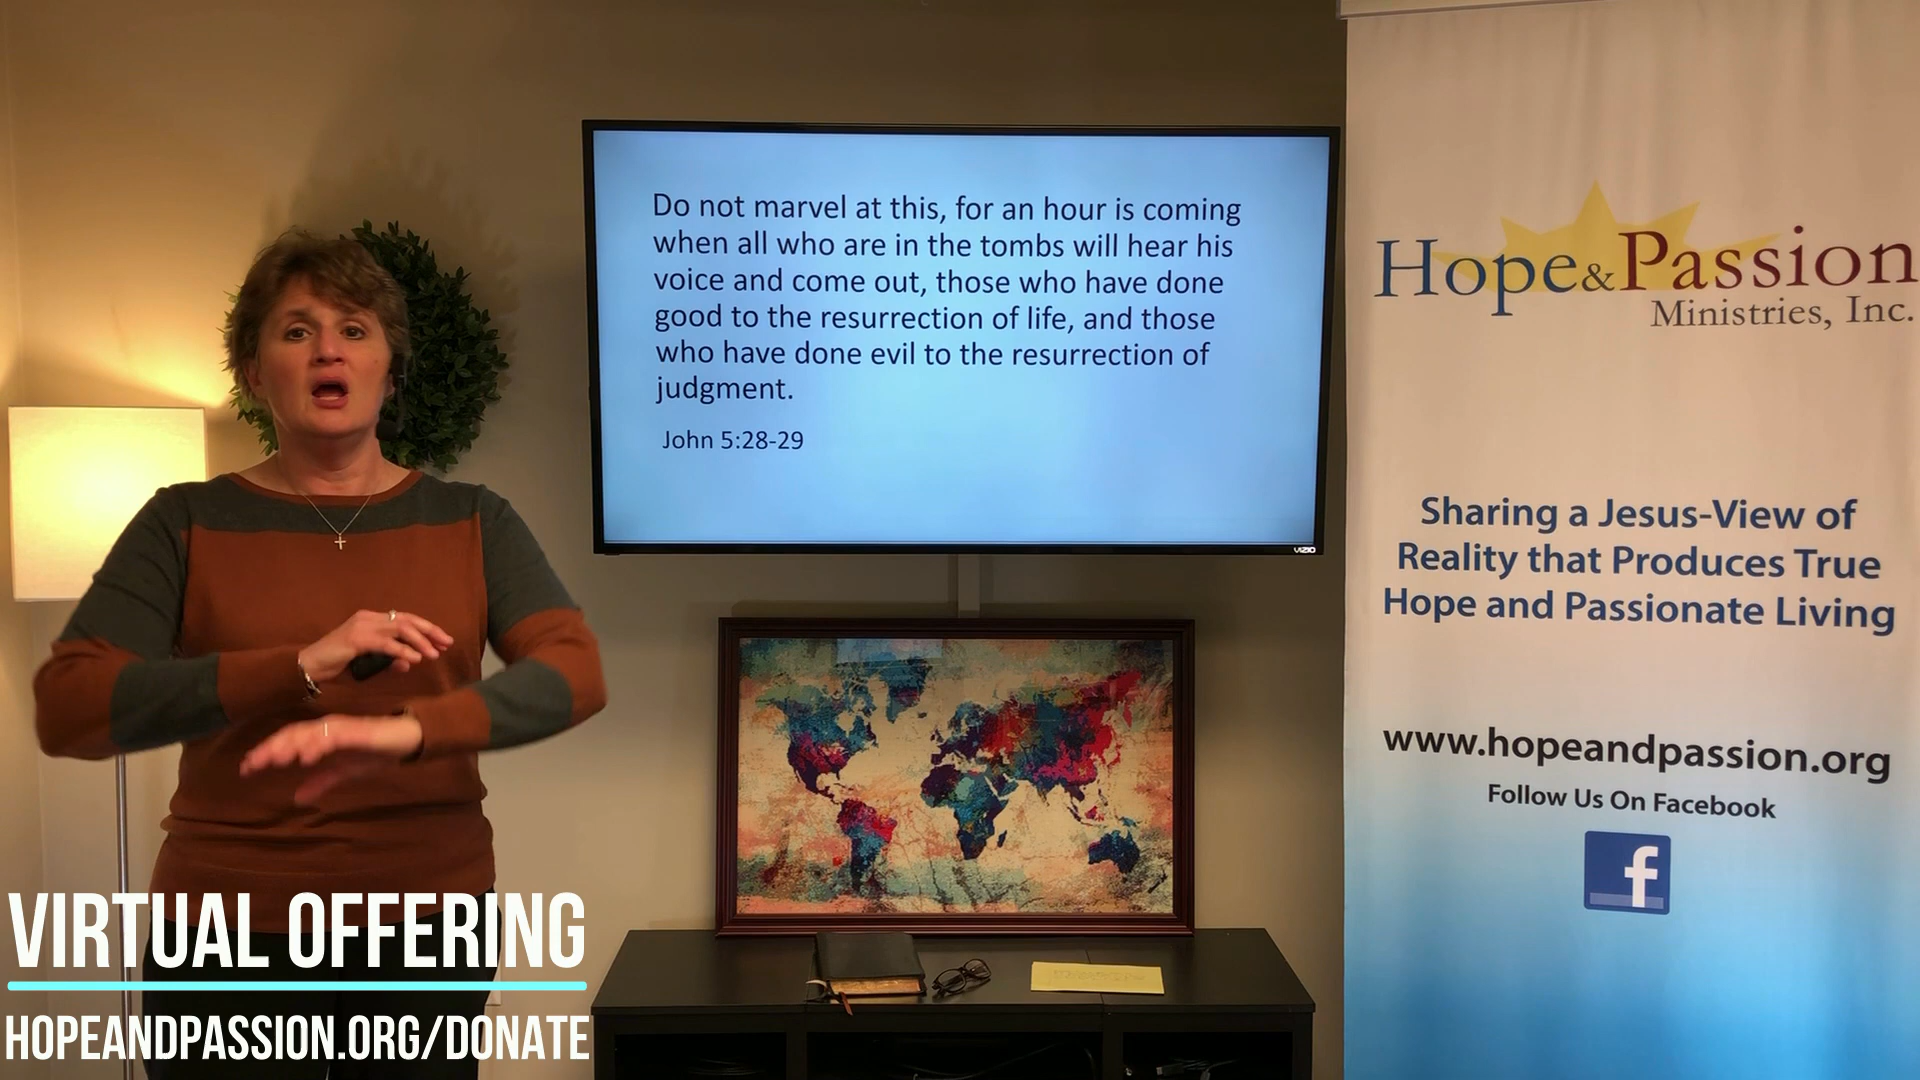 Do not marvel at this, for an hour is coming
when all who are in the tombs will hear his
voice and come out, those who have done
good to the resurrection of life, and those
who have done evil to the resurrection of
judgment.
John 5:28-29
VIZIO
Hope&Passion
Ministries, Inc.
Sharing a Jesus-View of
Reality that Produces True
Hope and Passionate Living
www.hopeandpassion.org
Follow Us On Facebook
f
VIRTUAL OFFERING
HOPEANDPASSION.ORG/DONATE